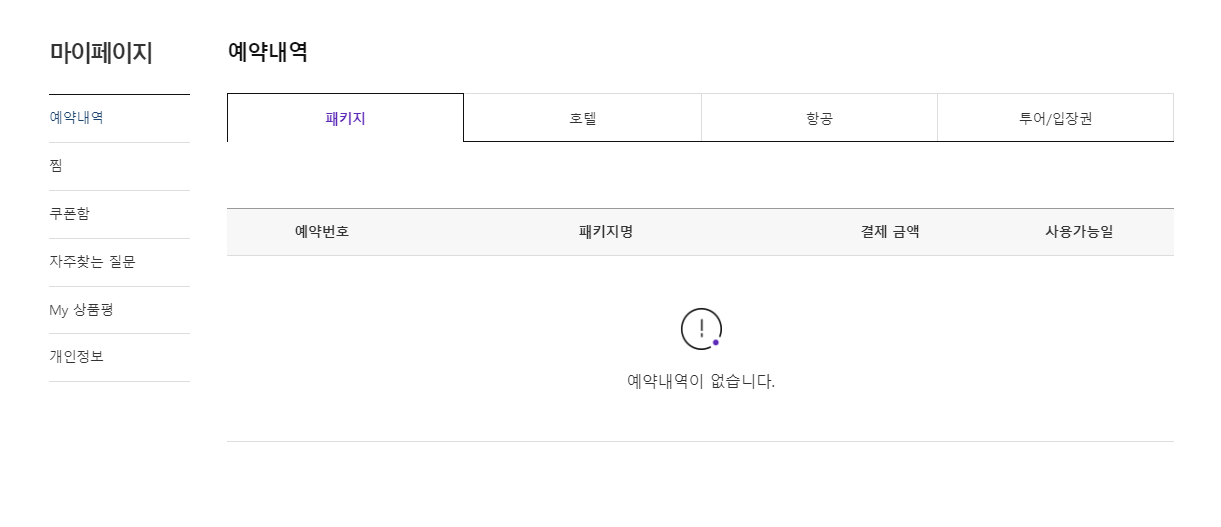 마이페이지
예약내역
찜
쿠폰함
자주찾는 질문
My 상품평
개인정보
예약내역
패키지 호텔 항공 투어/입장권
예약번호 패키지명 결제 금액 사용가능일
예약내역이 없습니다.